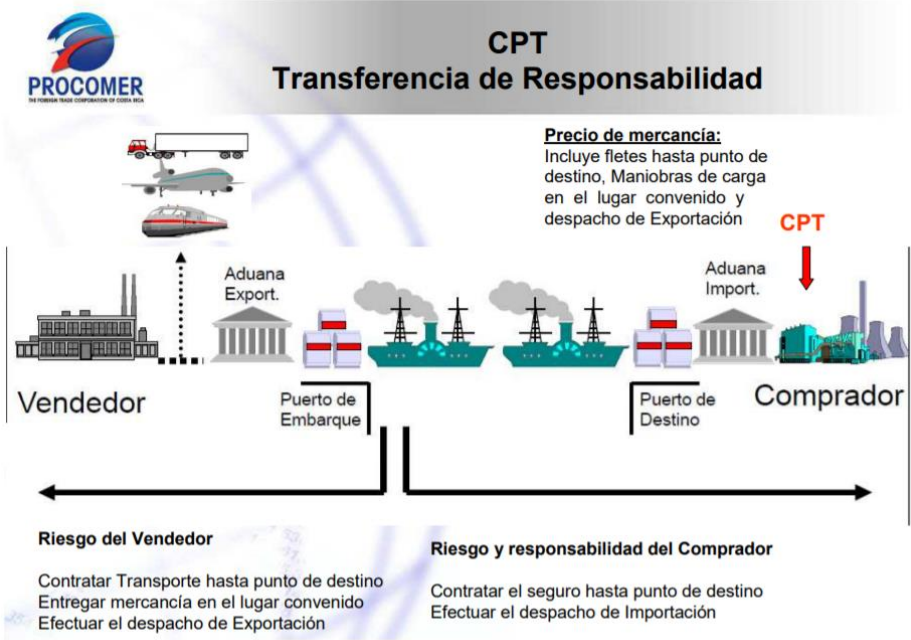 CPT
Transferencia de Responsabilidad
PROCOMER
THE FOREIGN TRADE CORPORATION OF COSTA RICA
Precio de mercancía:
Incluye fletes hasta punto de
destino, Maniobras de carga
en el lugar convenido y
despacho de Exportación
CPT
Aduana
Export.
Aduana
Import.
Vendedor
Puerto de
Embarque
Puerto de
Destino
Comprador
Riesgo del Vendedor
Contratar Transporte hasta punto de destino
Entregar mercancía en el lugar convenido
Efectuar el despacho de Exportación
Riesgo y responsabilidad del Comprador
Contratar el seguro hasta punto de destino
Efectuar el despacho de Importación